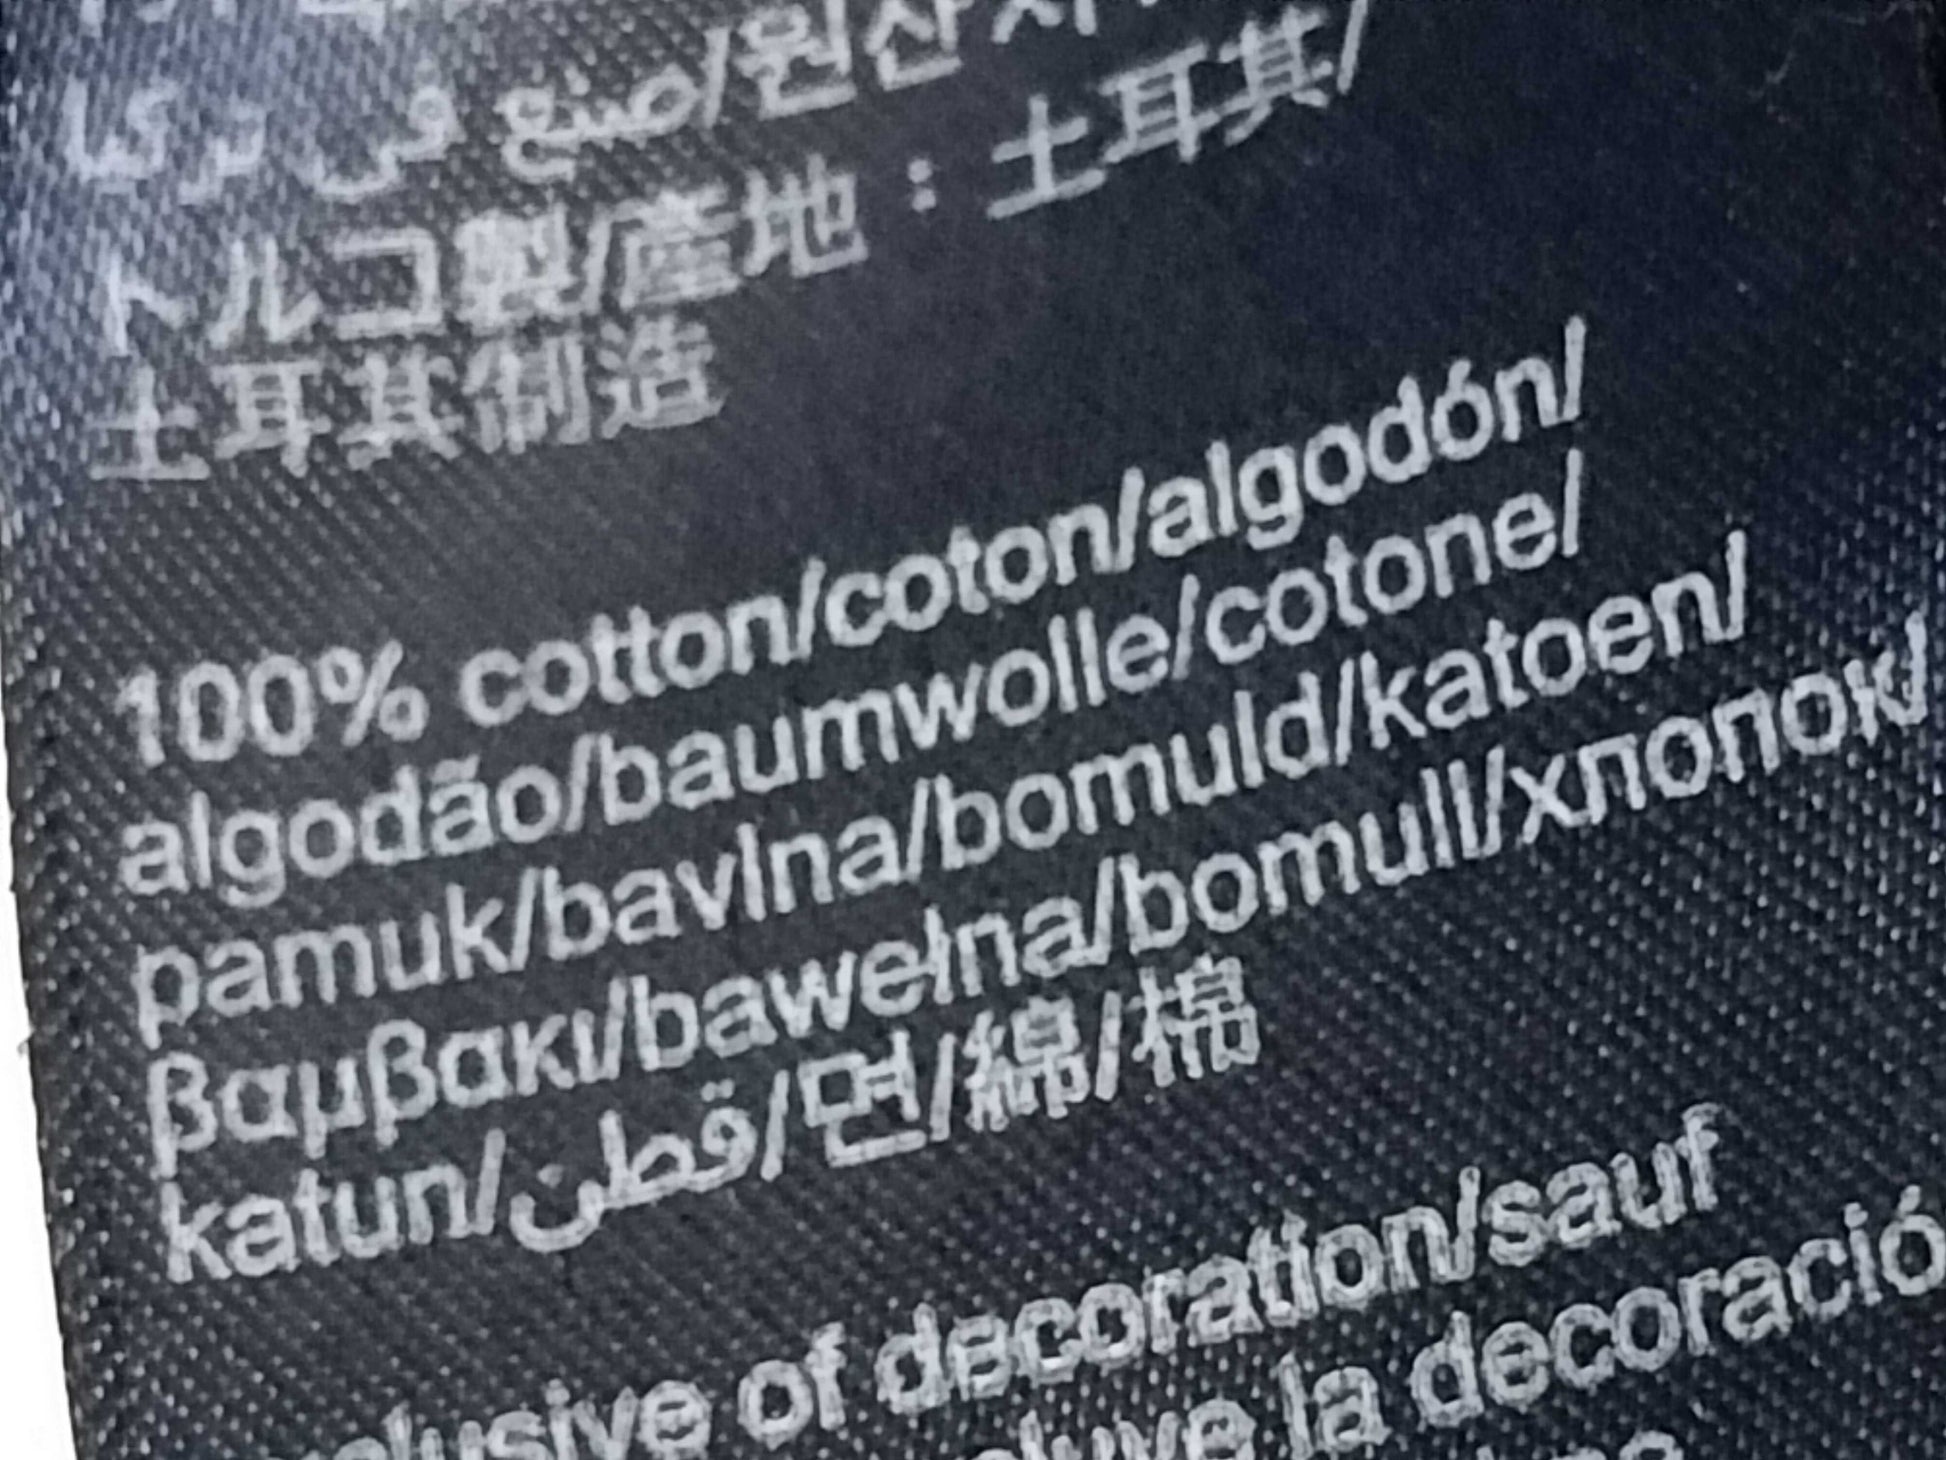 صنع في تركيا/원산지
トルコ製/產地：土耳其/
土耳其制造
100% cotton/coton/algodón/
algodão/baumwolle/cotone/
pamuk/bavlna/bomuld/katoen/
βαμβακι/bawełna/bomull/хлопок/
katun/قطن/면/綿/棉
of decoration/sauf
la decoració